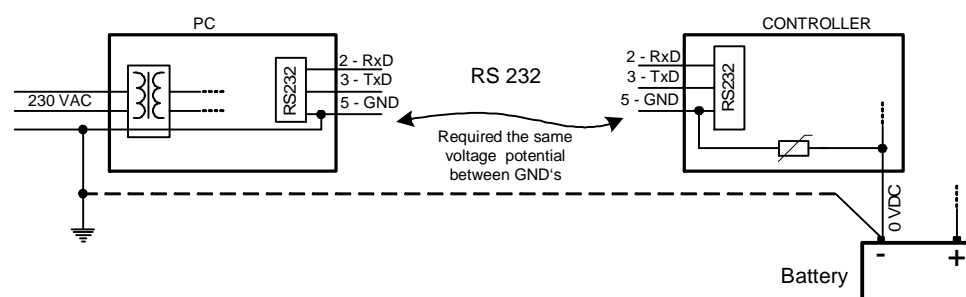 PC
CONTROLLER
230 VAC
RS232
2 - RxD
3 - TxD
5 - GND
RS 232
Required the same
voltage potential
between GND's
2 - RxD
3 - TxD
5 - GND
RS232
0 VDC
- +
Battery